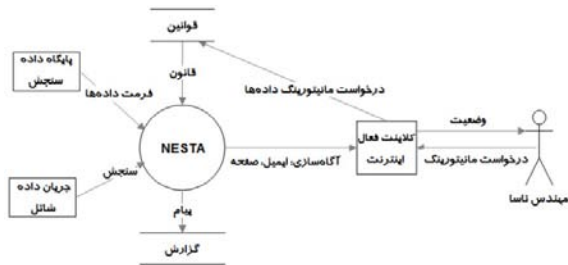 قوانین
پایگاه داده
سنجش
قانون
درخواست مانیتورینگ داده‌ها
فرمت داده‌ها
وضعیت
کلاینت فعال
اینترنت
NESTA
آگاه‌سازی: ایمیل، صفحه
درخواست مانیتورینگ
سنجش
جریان داده
شاتل
مهندس ناسا
پیام
گزارش